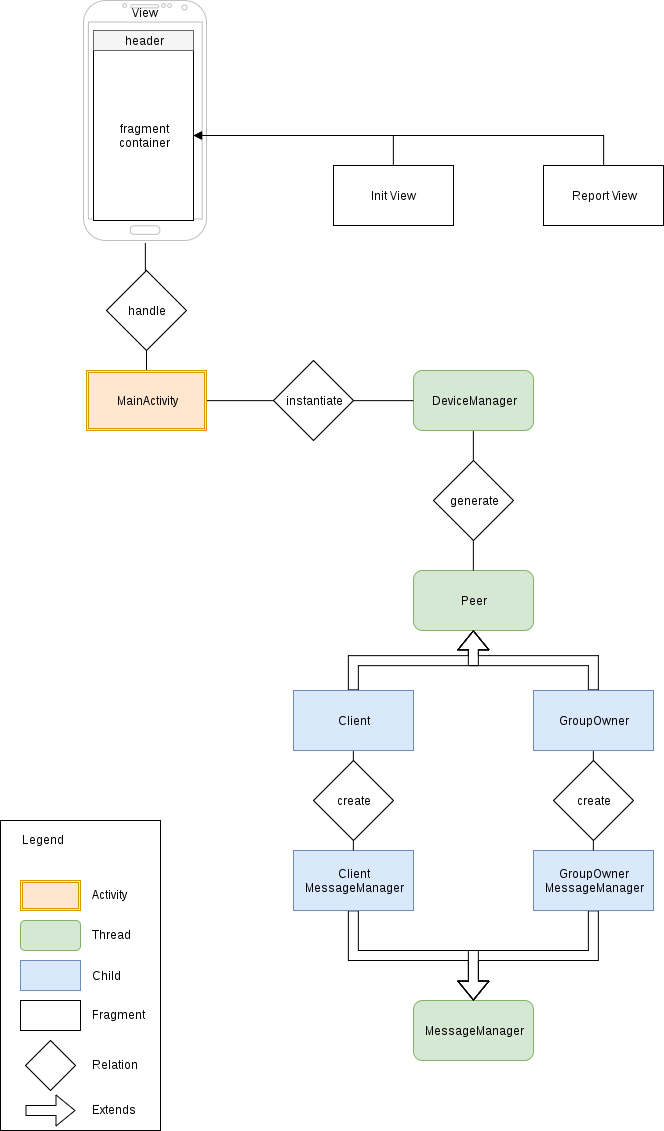 View
header
fragment
container
Init View
Report View
handle
MainActivity
instantiate
DeviceManager
generate
Peer
Client
GroupOwner
create
create
Client
MessageManager
GroupOwner
MessageManager
MessageManager
Legend
Activity
Thread
Child
Fragment
Relation
Extends